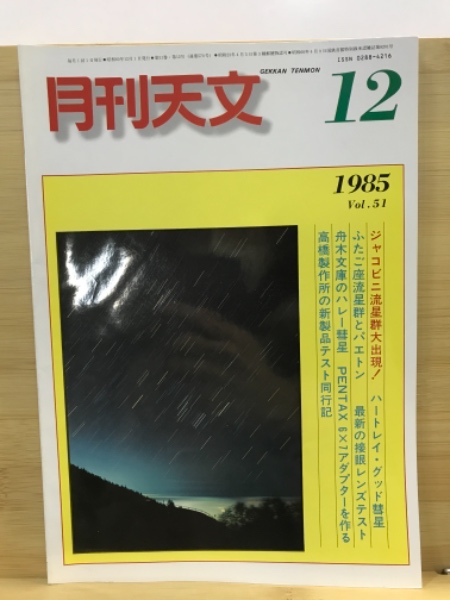 ISSN 0288-4216
月刊天文
GEKKAN TENMON
12
1985
Vol.51
ジャコビニ流星群大出現! ハートレイ・グッド彗星
ふたご座流星群とパエトン 最新の接眼レンズテスト
舟木文庫のハレー彗星 PENTAX 6×7アダプターを作る
高橋製作所の新製品テスト同行記